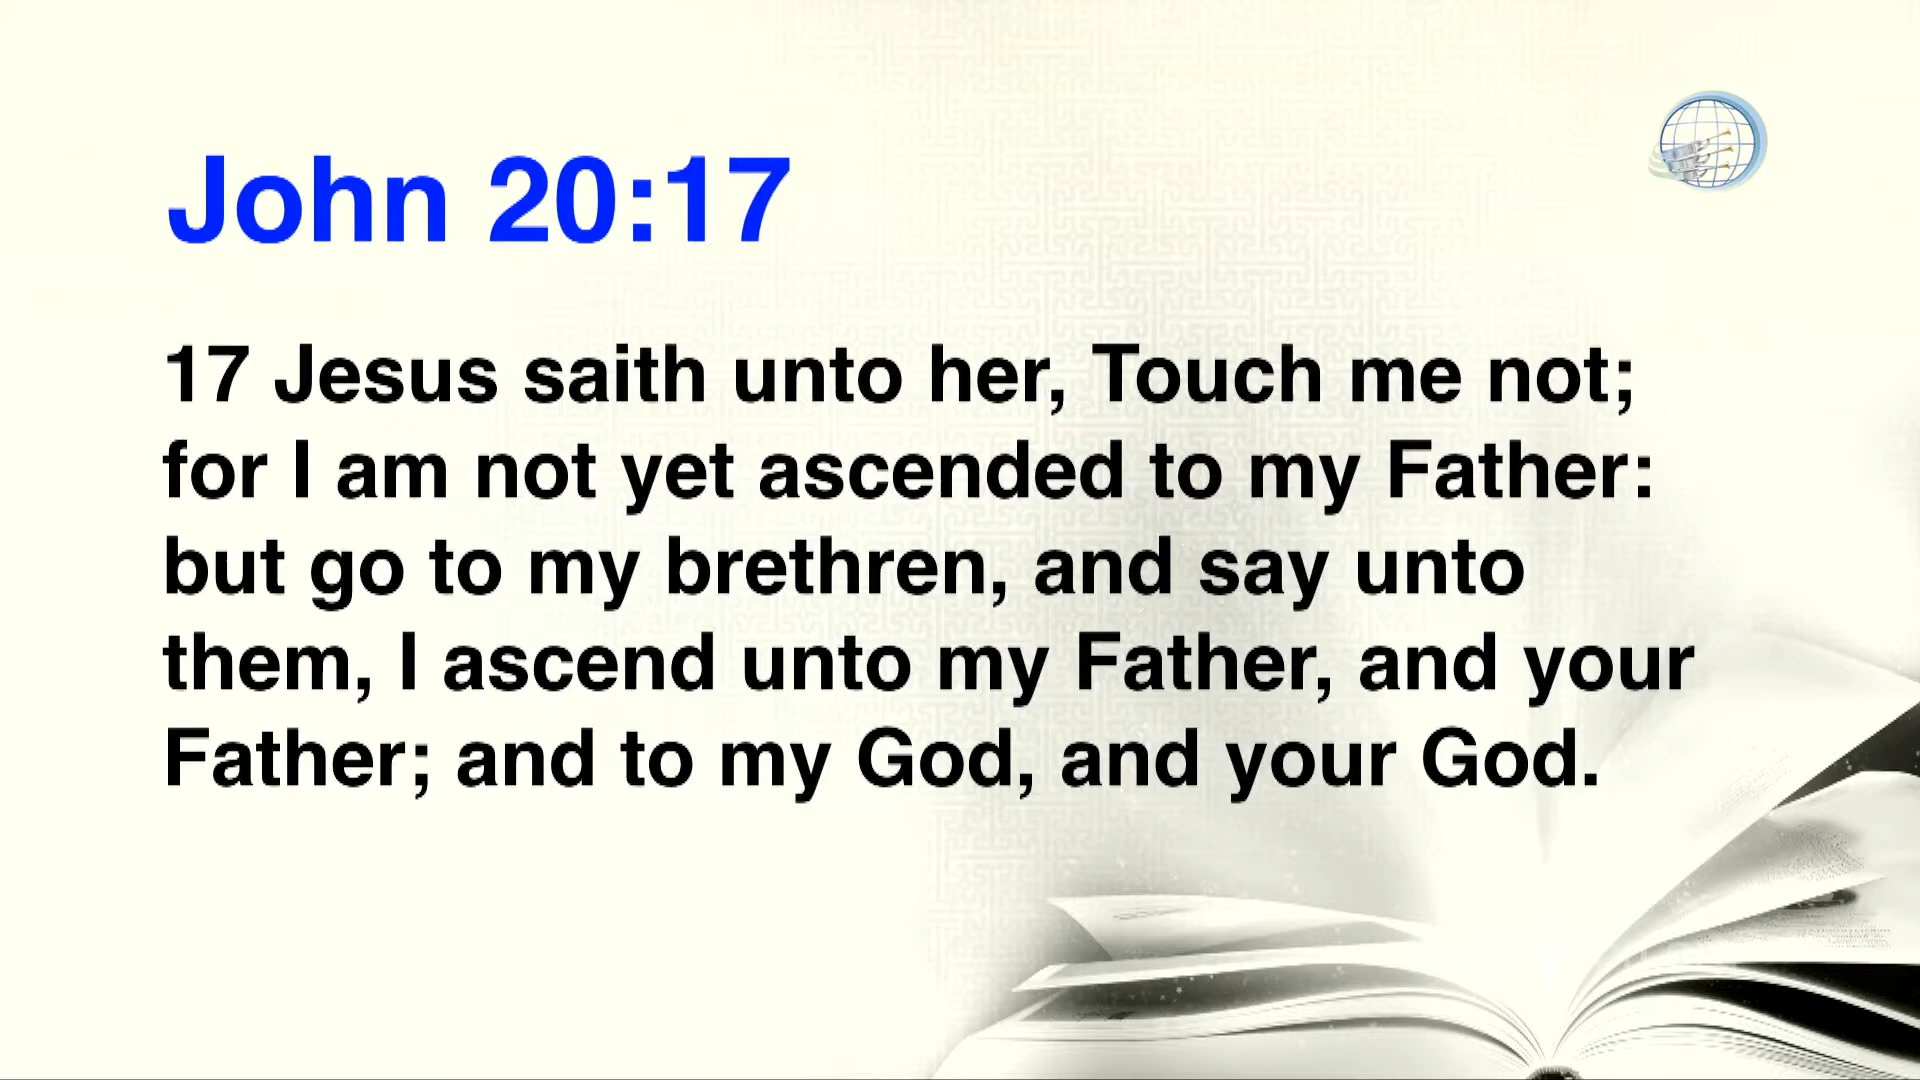 John 20:17
17 Jesus saith unto her, Touch me not;
for I am not yet ascended to my Father:
but go to my brethren, and say unto
them, I ascend unto my Father, and your
Father; and to my God, and your God.